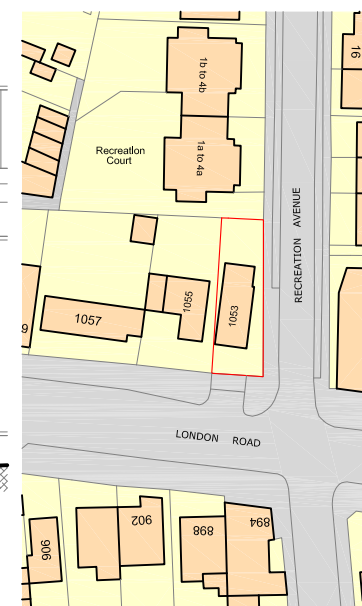 16
1b to 4b
Recreation
Court
1a to 4a
RECREATION AVENUE
1055
1053
1057
9
LONDON ROAD
902
898
894
906